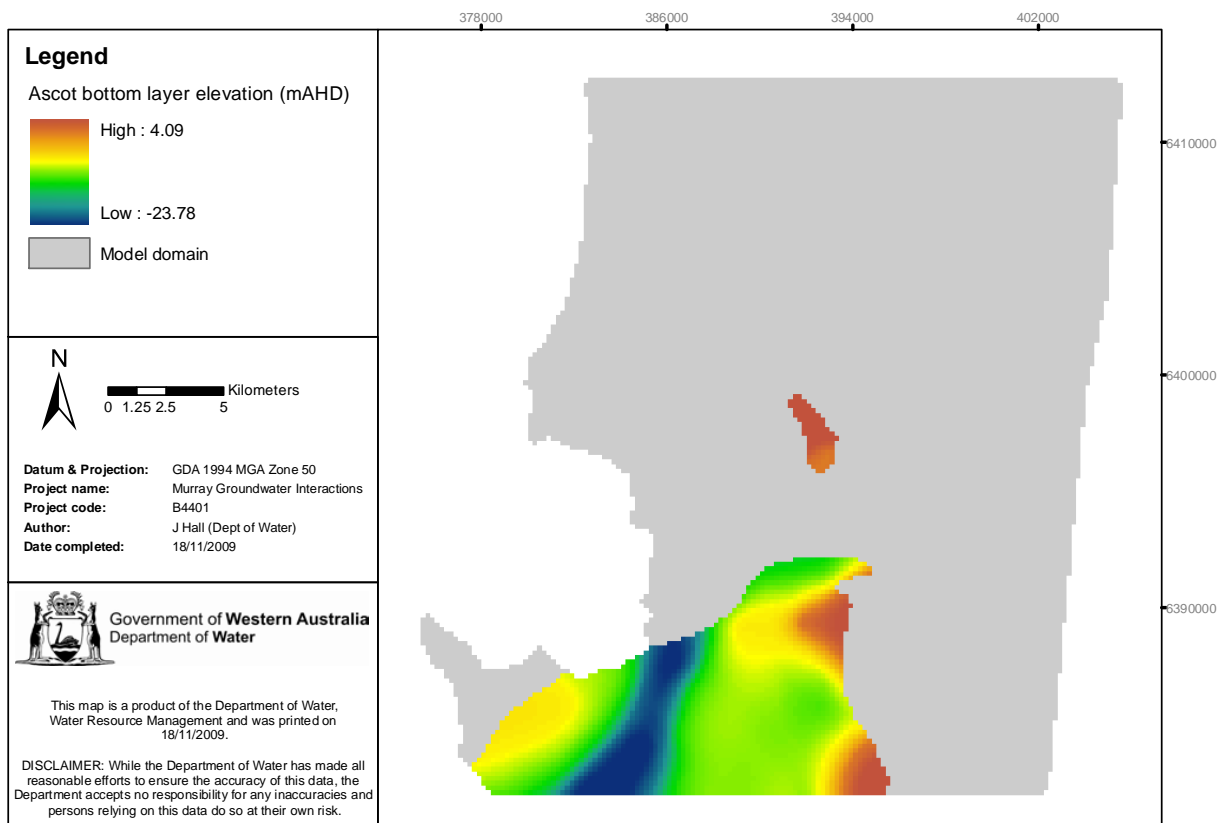 378000 386000 394000 402000
Legend
Ascot bottom layer elevation (mAHD)
High : 4.09
Low : -23.78
Model domain
6410000
6400000
6390000
N
Kilometers
0 1.25 2.5 5
Datum & Projection: GDA 1994 MGA Zone 50
Project name: Murray Groundwater Interactions
Project code: B4401
Author: J Hall (Dept of Water)
Date completed: 18/11/2009
Government of Western Australia
Department of Water
This map is a product of the Department of Water,
Water Resource Management and was printed on
18/11/2009.
DISCLAIMER: While the Department of Water has made all
reasonable efforts to ensure the accuracy of this data, the
Department accepts no responsibility for any inaccuracies and
persons relying on this data do so at their own risk.